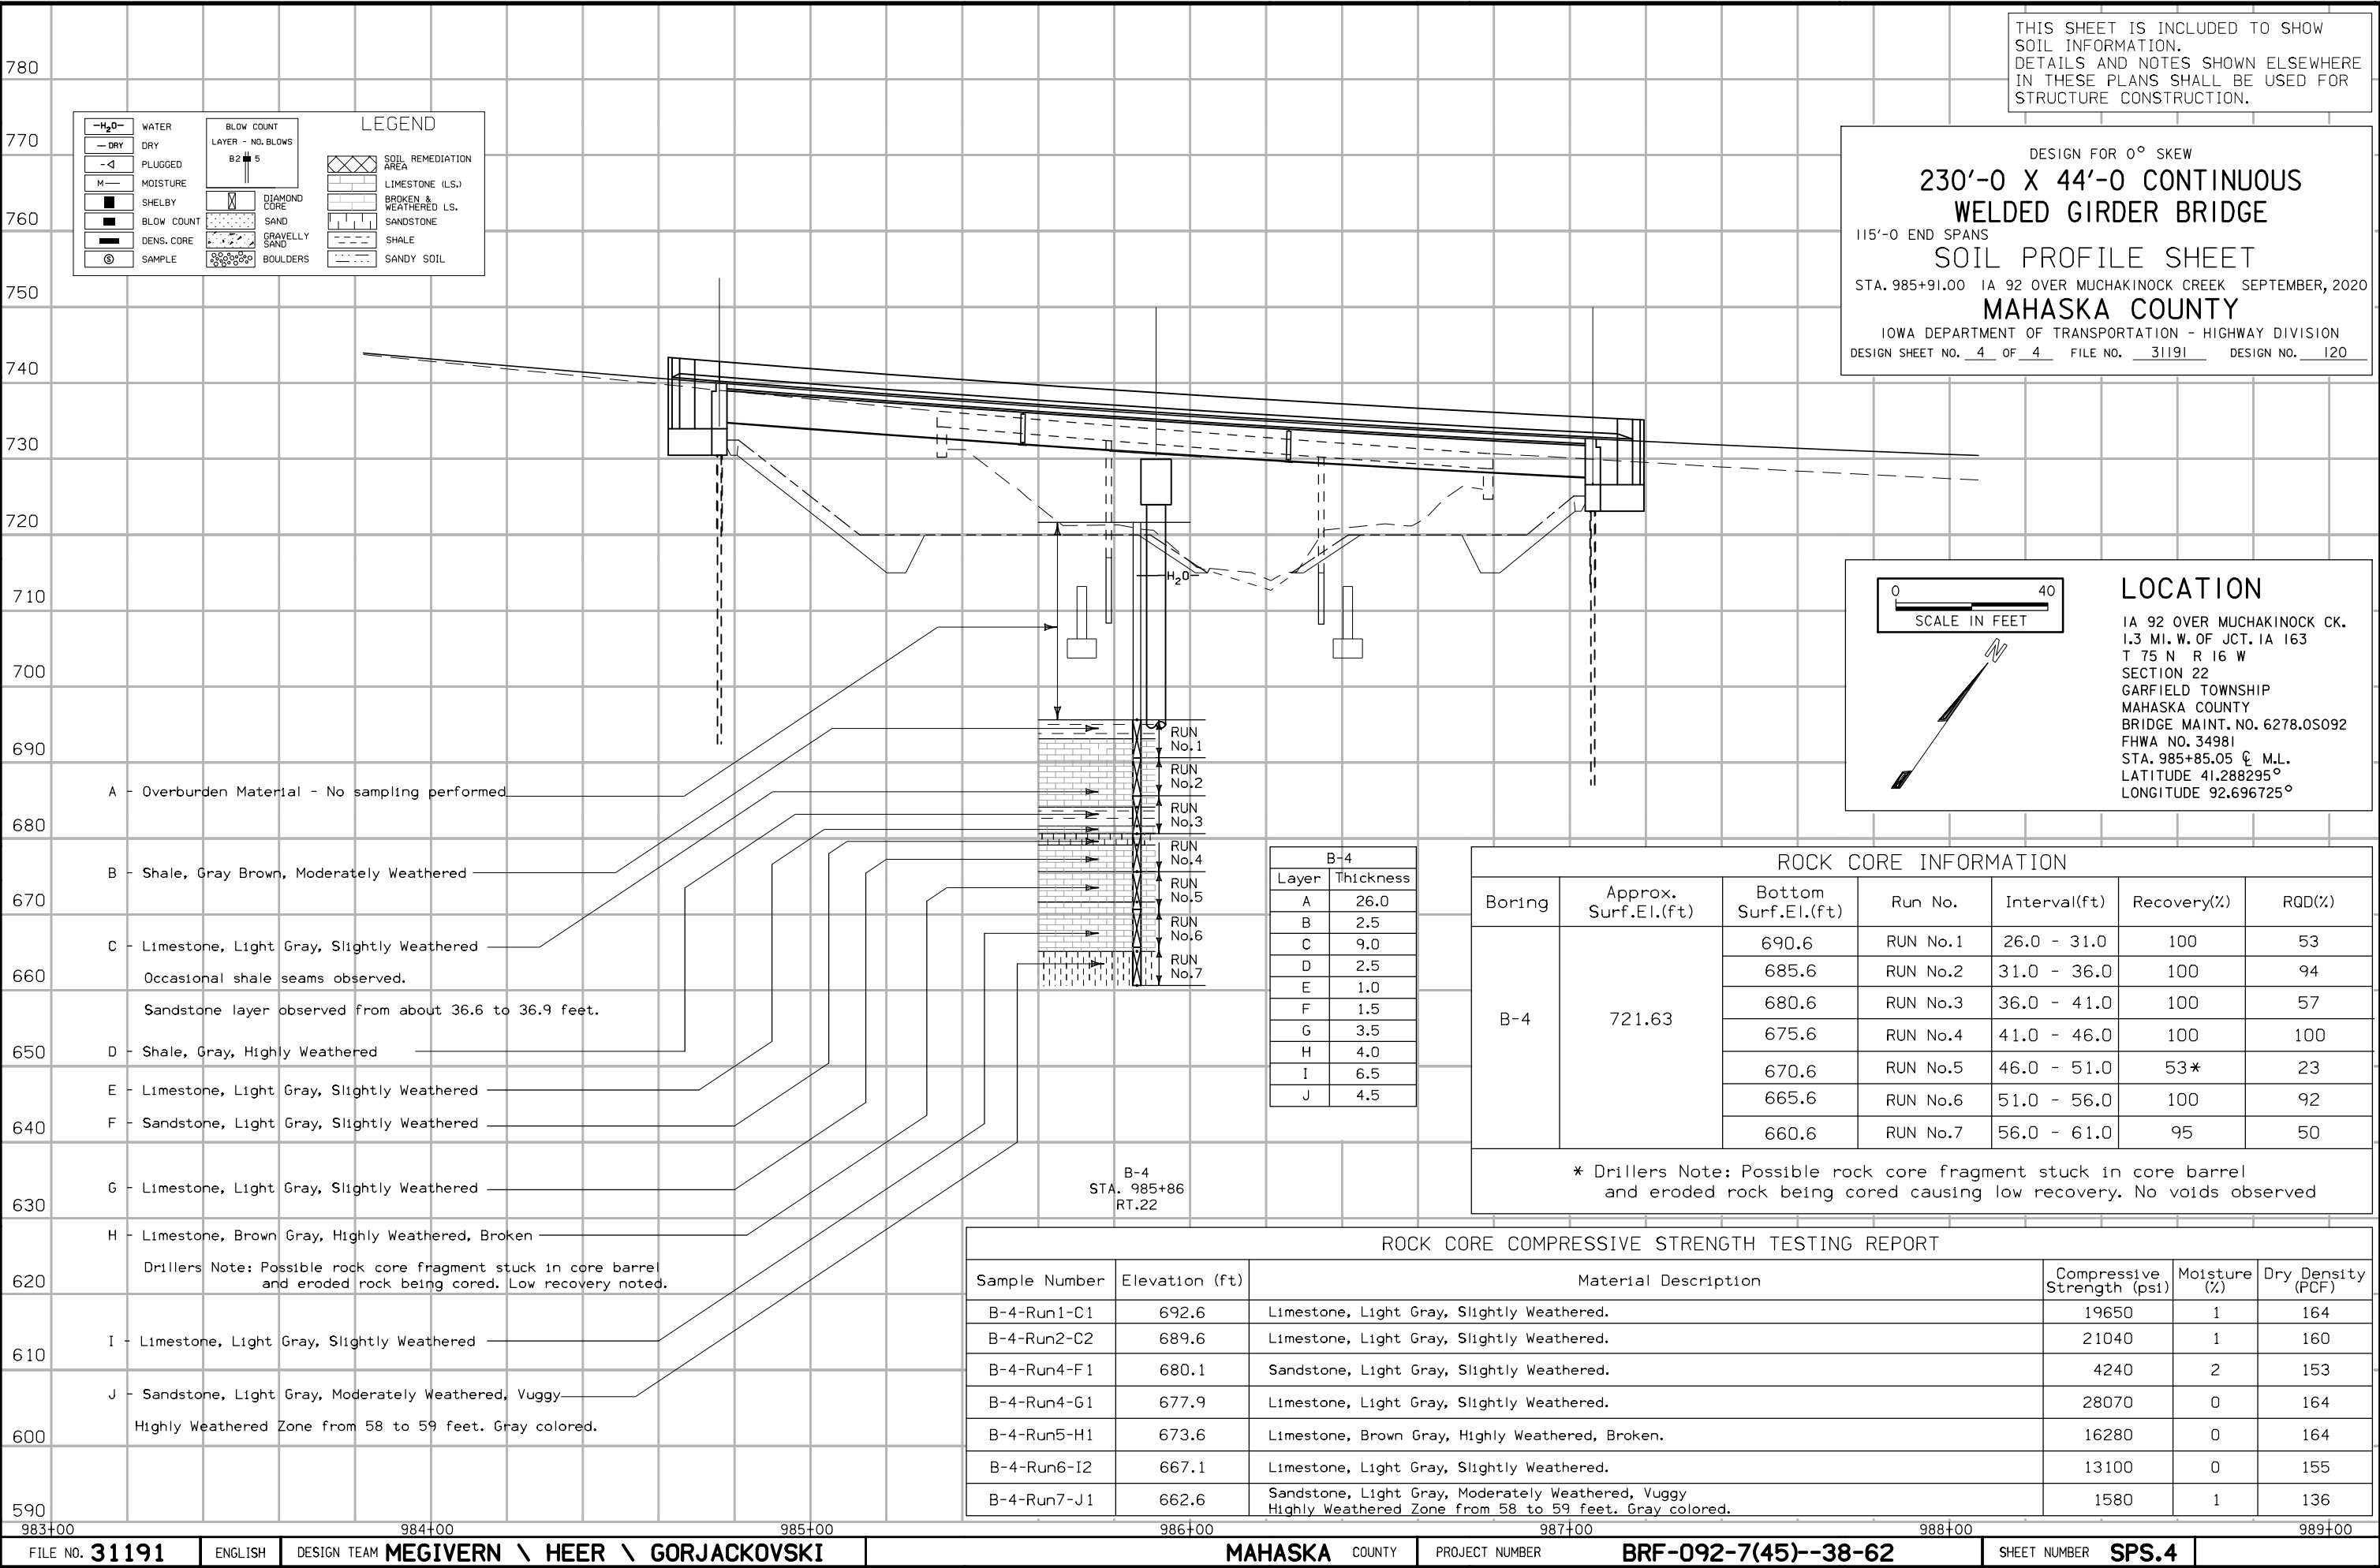 THIS SHEET IS INCLUDED TO SHOW
SOIL INFORMATION.
DETAILS AND NOTES SHOWN ELSEWHERE
IN THESE PLANS SHALL BE USED FOR
STRUCTURE CONSTRUCTION.
780
770
760
750
740
730
720
710
700
690
680
670
660
650
640
630
620
610
600
590
LEGEND
-H2O- WATER
— DRY DRY
PLUGGED
M— MOISTURE
SHELBY
BLOW COUNT
DENS. CORE
S SAMPLE
BLOW COUNT
LAYER - NO. BLOWS
B2 5
DIAMOND
CORE
SAND
GRAVELLY
SAND
BOULDERS
SOIL REMEDIATION
AREA
LIMESTONE (LS.)
BROKEN &
WEATHERED LS.
SANDSTONE
SHALE
SANDY SOIL
DESIGN FOR 0° SKEW
230'-0 X 44'-0 CONTINUOUS
WELDED GIRDER BRIDGE
115'-0 END SPANS
SOIL PROFILE SHEET
STA. 985+91.00 IA 92 OVER MUCHAKINOCK CREEK SEPTEMBER, 2020
MAHASKA COUNTY
IOWA DEPARTMENT OF TRANSPORTATION - HIGHWAY DIVISION
DESIGN SHEET NO. 4 OF 4 FILE NO. 31191 DESIGN NO. 120
H2O
0 40
SCALE IN FEET
N
LOCATION
IA 92 OVER MUCHAKINOCK CK.
1.3 MI. W. OF JCT. IA 163
T 75 N R 16 W
SECTION 22
GARFIELD TOWNSHIP
MAHASKA COUNTY
BRIDGE MAINT. NO. 6278.0S092
FHWA NO. 34981
STA. 985+85.05 ℄ M.L.
LATITUDE 41.288295°
LONGITUDE 92.696725°
RUN
No.1
RUN
No.2
RUN
No.3
RUN
No.4
RUN
No.5
RUN
No.6
RUN
No.7
A - Overburden Material - No sampling performed
B - Shale, Gray Brown, Moderately Weathered
C - Limestone, Light Gray, Slightly Weathered
Occasional shale seams observed.
Sandstone layer observed from about 36.6 to 36.9 feet.
D - Shale, Gray, Highly Weathered
E - Limestone, Light Gray, Slightly Weathered
F - Sandstone, Light Gray, Slightly Weathered
G - Limestone, Light Gray, Slightly Weathered
H - Limestone, Brown Gray, Highly Weathered, Broken
Drillers Note: Possible rock core fragment stuck in core barrel
and eroded rock being cored. Low recovery noted.
I - Limestone, Light Gray, Slightly Weathered
J - Sandstone, Light Gray, Moderately Weathered, Vuggy
Highly Weathered Zone from 58 to 59 feet. Gray colored.
B-4
Layer Thickness
A 26.0
B 2.5
C 9.0
D 2.5
E 1.0
F 1.5
G 3.5
H 4.0
I 6.5
J 4.5
B-4
STA. 985+86
RT.22
ROCK CORE INFORMATION
Boring Approx. Surf.El.(ft) Bottom Surf.El.(ft) Run No. Interval(ft) Recovery(%) RQD(%)
B-4 721.63
690.6 RUN No.1 26.0 - 31.0 100 53
685.6 RUN No.2 31.0 - 36.0 100 94
680.6 RUN No.3 36.0 - 41.0 100 57
675.6 RUN No.4 41.0 - 46.0 100 100
670.6 RUN No.5 46.0 - 51.0 53* 23
665.6 RUN No.6 51.0 - 56.0 100 92
660.6 RUN No.7 56.0 - 61.0 95 50
* Drillers Note: Possible rock core fragment stuck in core barrel
and eroded rock being cored causing low recovery. No voids observed
ROCK CORE COMPRESSIVE STRENGTH TESTING REPORT
Sample Number Elevation (ft) Material Description Compressive Strength (psi) Moisture (%) Dry Density (PCF)
B-4-Run1-C1 692.6 Limestone, Light Gray, Slightly Weathered. 19650 1 164
B-4-Run2-C2 689.6 Limestone, Light Gray, Slightly Weathered. 21040 1 160
B-4-Run4-F1 680.1 Sandstone, Light Gray, Slightly Weathered. 4240 2 153
B-4-Run4-G1 677.9 Limestone, Light Gray, Slightly Weathered. 28070 0 164
B-4-Run5-H1 673.6 Limestone, Brown Gray, Highly Weathered, Broken. 16280 0 164
B-4-Run6-I2 667.1 Limestone, Light Gray, Slightly Weathered. 13100 0 155
B-4-Run7-J1 662.6 Sandstone, Light Gray, Moderately Weathered, Vuggy
Highly Weathered Zone from 58 to 59 feet. Gray colored. 1580 1 136
983+00 984+00 985+00 986+00 987+00 988+00 989+00
FILE NO. 31191 ENGLISH DESIGN TEAM MEGIVERN \ HEER \ GORJACKOVSKI MAHASKA COUNTY PROJECT NUMBER BRF-092-7(45)--38-62 SHEET NUMBER SPS.4